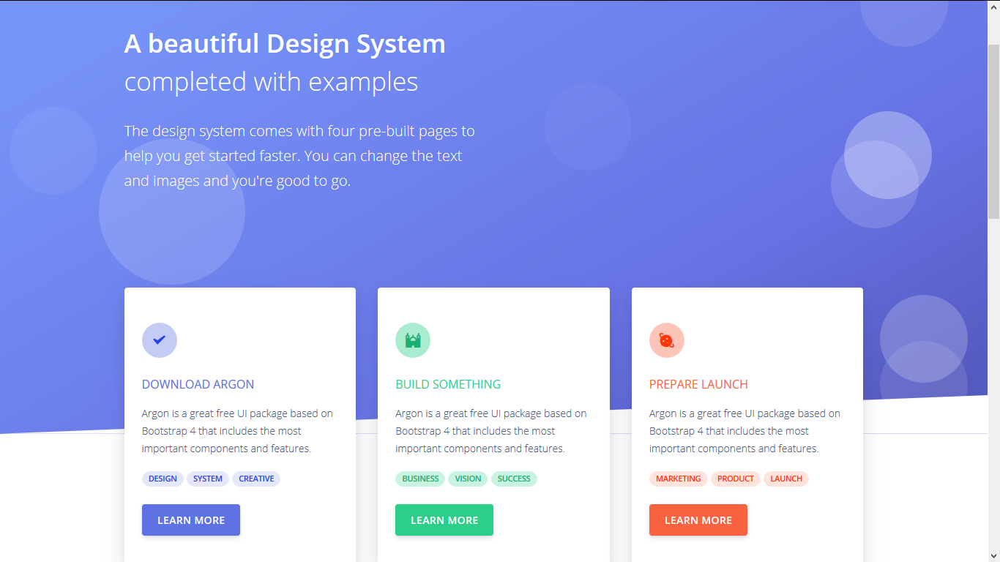 A beautiful Design System
completed with examples
The design system comes with four pre-built pages to
help you get started faster. You can change the text
and images and you're good to go.
DOWNLOAD ARGON
Argon is a great free UI package based on
Bootstrap 4 that includes the most
important components and features.
DESIGN SYSTEM CREATIVE
LEARN MORE
BUILD SOMETHING
Argon is a great free UI package based on
Bootstrap 4 that includes the most
important components and features.
BUSINESS VISION SUCCESS
LEARN MORE
PREPARE LAUNCH
Argon is a great free UI package based on
Bootstrap 4 that includes the most
important components and features.
MARKETING PRODUCT LAUNCH
LEARN MORE